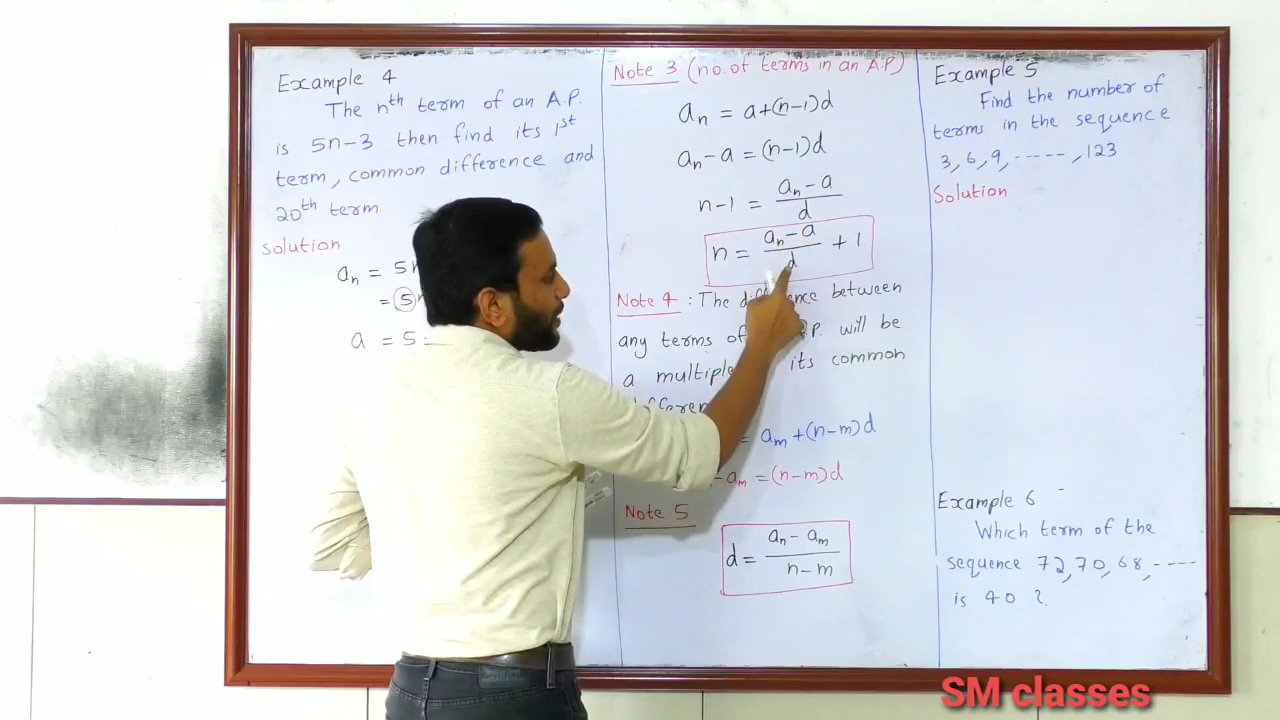 Example 4
The nth term of an A.P.
is 5n-3 then find its 1st
term, common difference and
20th term
solution
an = 5
= 5
a = 5
Note 3 (no. of terms in an A.P)
an = a+(n-1)d
an - a = (n-1)d
n-1 = an - a / d
n = an - a / d + 1
Note 4 : The difference between
any terms of A.P. will be
a multiple its common
= am + (n-m)d
- am = (n-m)d
Note 5
d = an - am / n - m
Example 5
Find the number of
terms in the sequence
3, 6, 9, ----- , 123
Solution
Example 6
Which term of the
sequence 72, 70, 68, ----
is 40 ?
SM classes